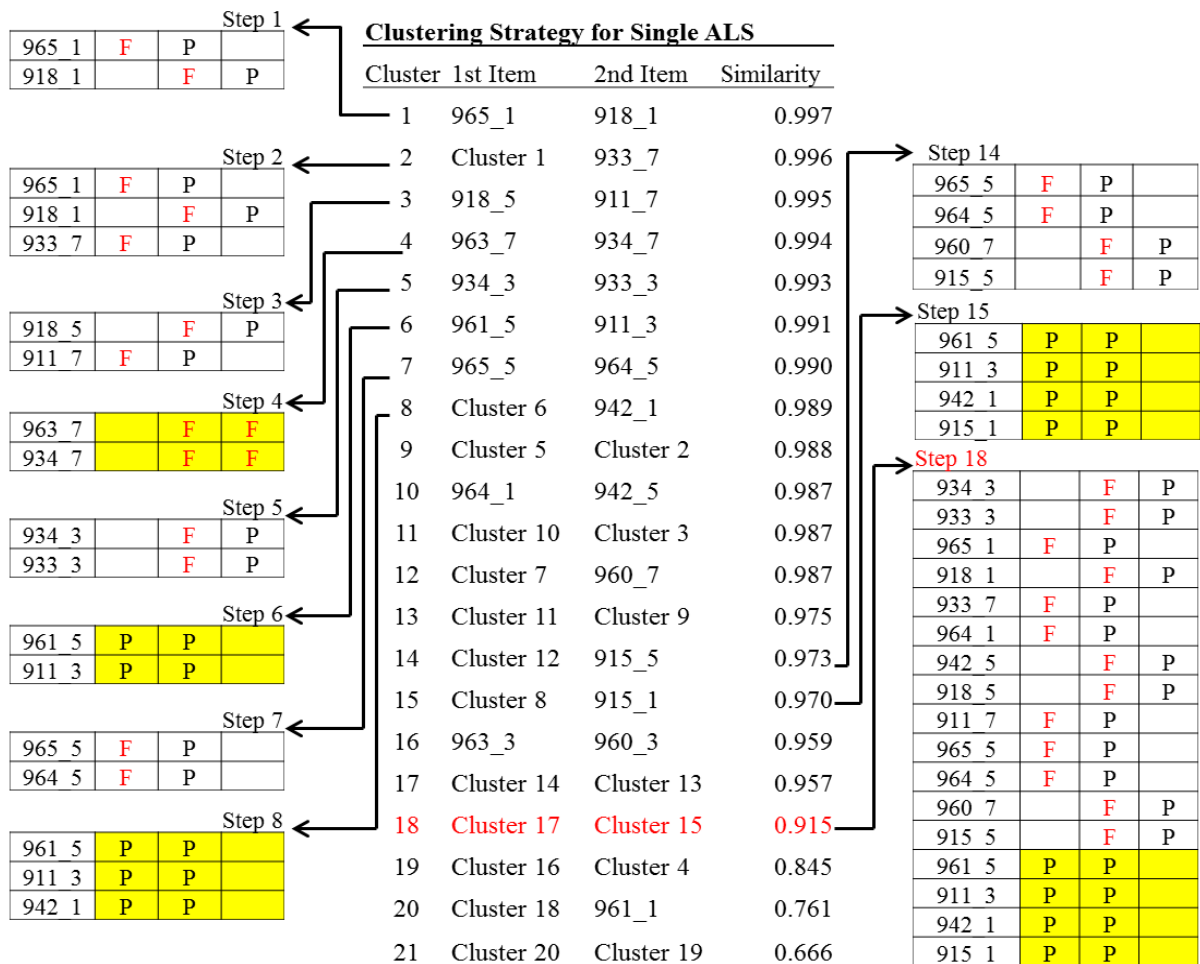 Step 1
965_1 F P
918_1 F P
Step 2
965_1 F P
918_1 F P
933_7 F P
Step 3
918_5 F P
911_7 F P
Step 4
963_7 F F
934_7 F F
Step 5
934_3 F P
933_3 F P
Step 6
961_5 P P
911_3 P P
Step 7
965_5 F P
964_5 F P
Step 8
961_5 P P
911_3 P P
942_1 P P
Clustering Strategy for Single ALS
Cluster 1st Item 2nd Item Similarity
1 965_1 918_1 0.997
2 Cluster 1 933_7 0.996
3 918_5 911_7 0.995
4 963_7 934_7 0.994
5 934_3 933_3 0.993
6 961_5 911_3 0.991
7 965_5 964_5 0.990
8 Cluster 6 942_1 0.989
9 Cluster 5 Cluster 2 0.988
10 964_1 942_5 0.987
11 Cluster 10 Cluster 3 0.987
12 Cluster 7 960_7 0.987
13 Cluster 11 Cluster 9 0.975
14 Cluster 12 915_5 0.973
15 Cluster 8 915_1 0.970
16 963_3 960_3 0.959
17 Cluster 14 Cluster 13 0.957
18 Cluster 17 Cluster 15 0.915
19 Cluster 16 Cluster 4 0.845
20 Cluster 18 961_1 0.761
21 Cluster 20 Cluster 19 0.666
Step 14
965_5 F P
964_5 F P
960_7 F P
915_5 F P
Step 15
961_5 P P
911_3 P P
942_1 P P
915_1 P P
Step 18
934_3 F P
933_3 F P
965_1 F P
918_1 F P
933_7 F P
964_1 F P
942_5 F P
918_5 F P
911_7 F P
965_5 F P
964_5 F P
960_7 F P
915_5 F P
961_5 P P
911_3 P P
942_1 P P
915_1 P P